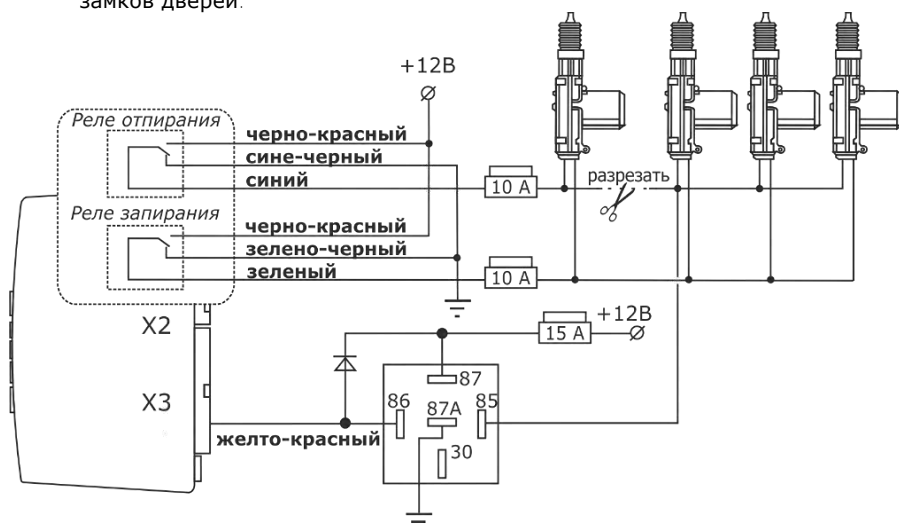 замков дверей.
+12В
Реле отпирания
черно-красный
сине-черный
синий
10 А
разрезать
Реле запирания
черно-красный
зелено-черный
зеленый
10 А
X2
15 А
+12В
87
86
87А
85
X3
желто-красный
30